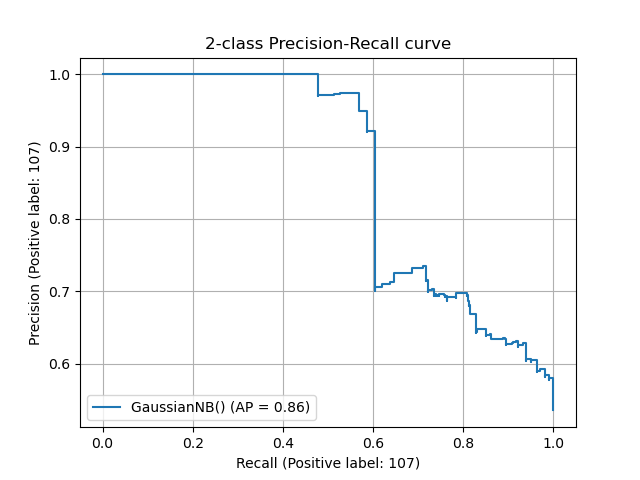 2-class Precision-Recall curve
1.0
0.9
0.8
0.7
0.6
Precision (Positive label: 107)
GaussianNB() (AP = 0.86)
0.0 0.2 0.4 0.6 0.8 1.0
Recall (Positive label: 107)